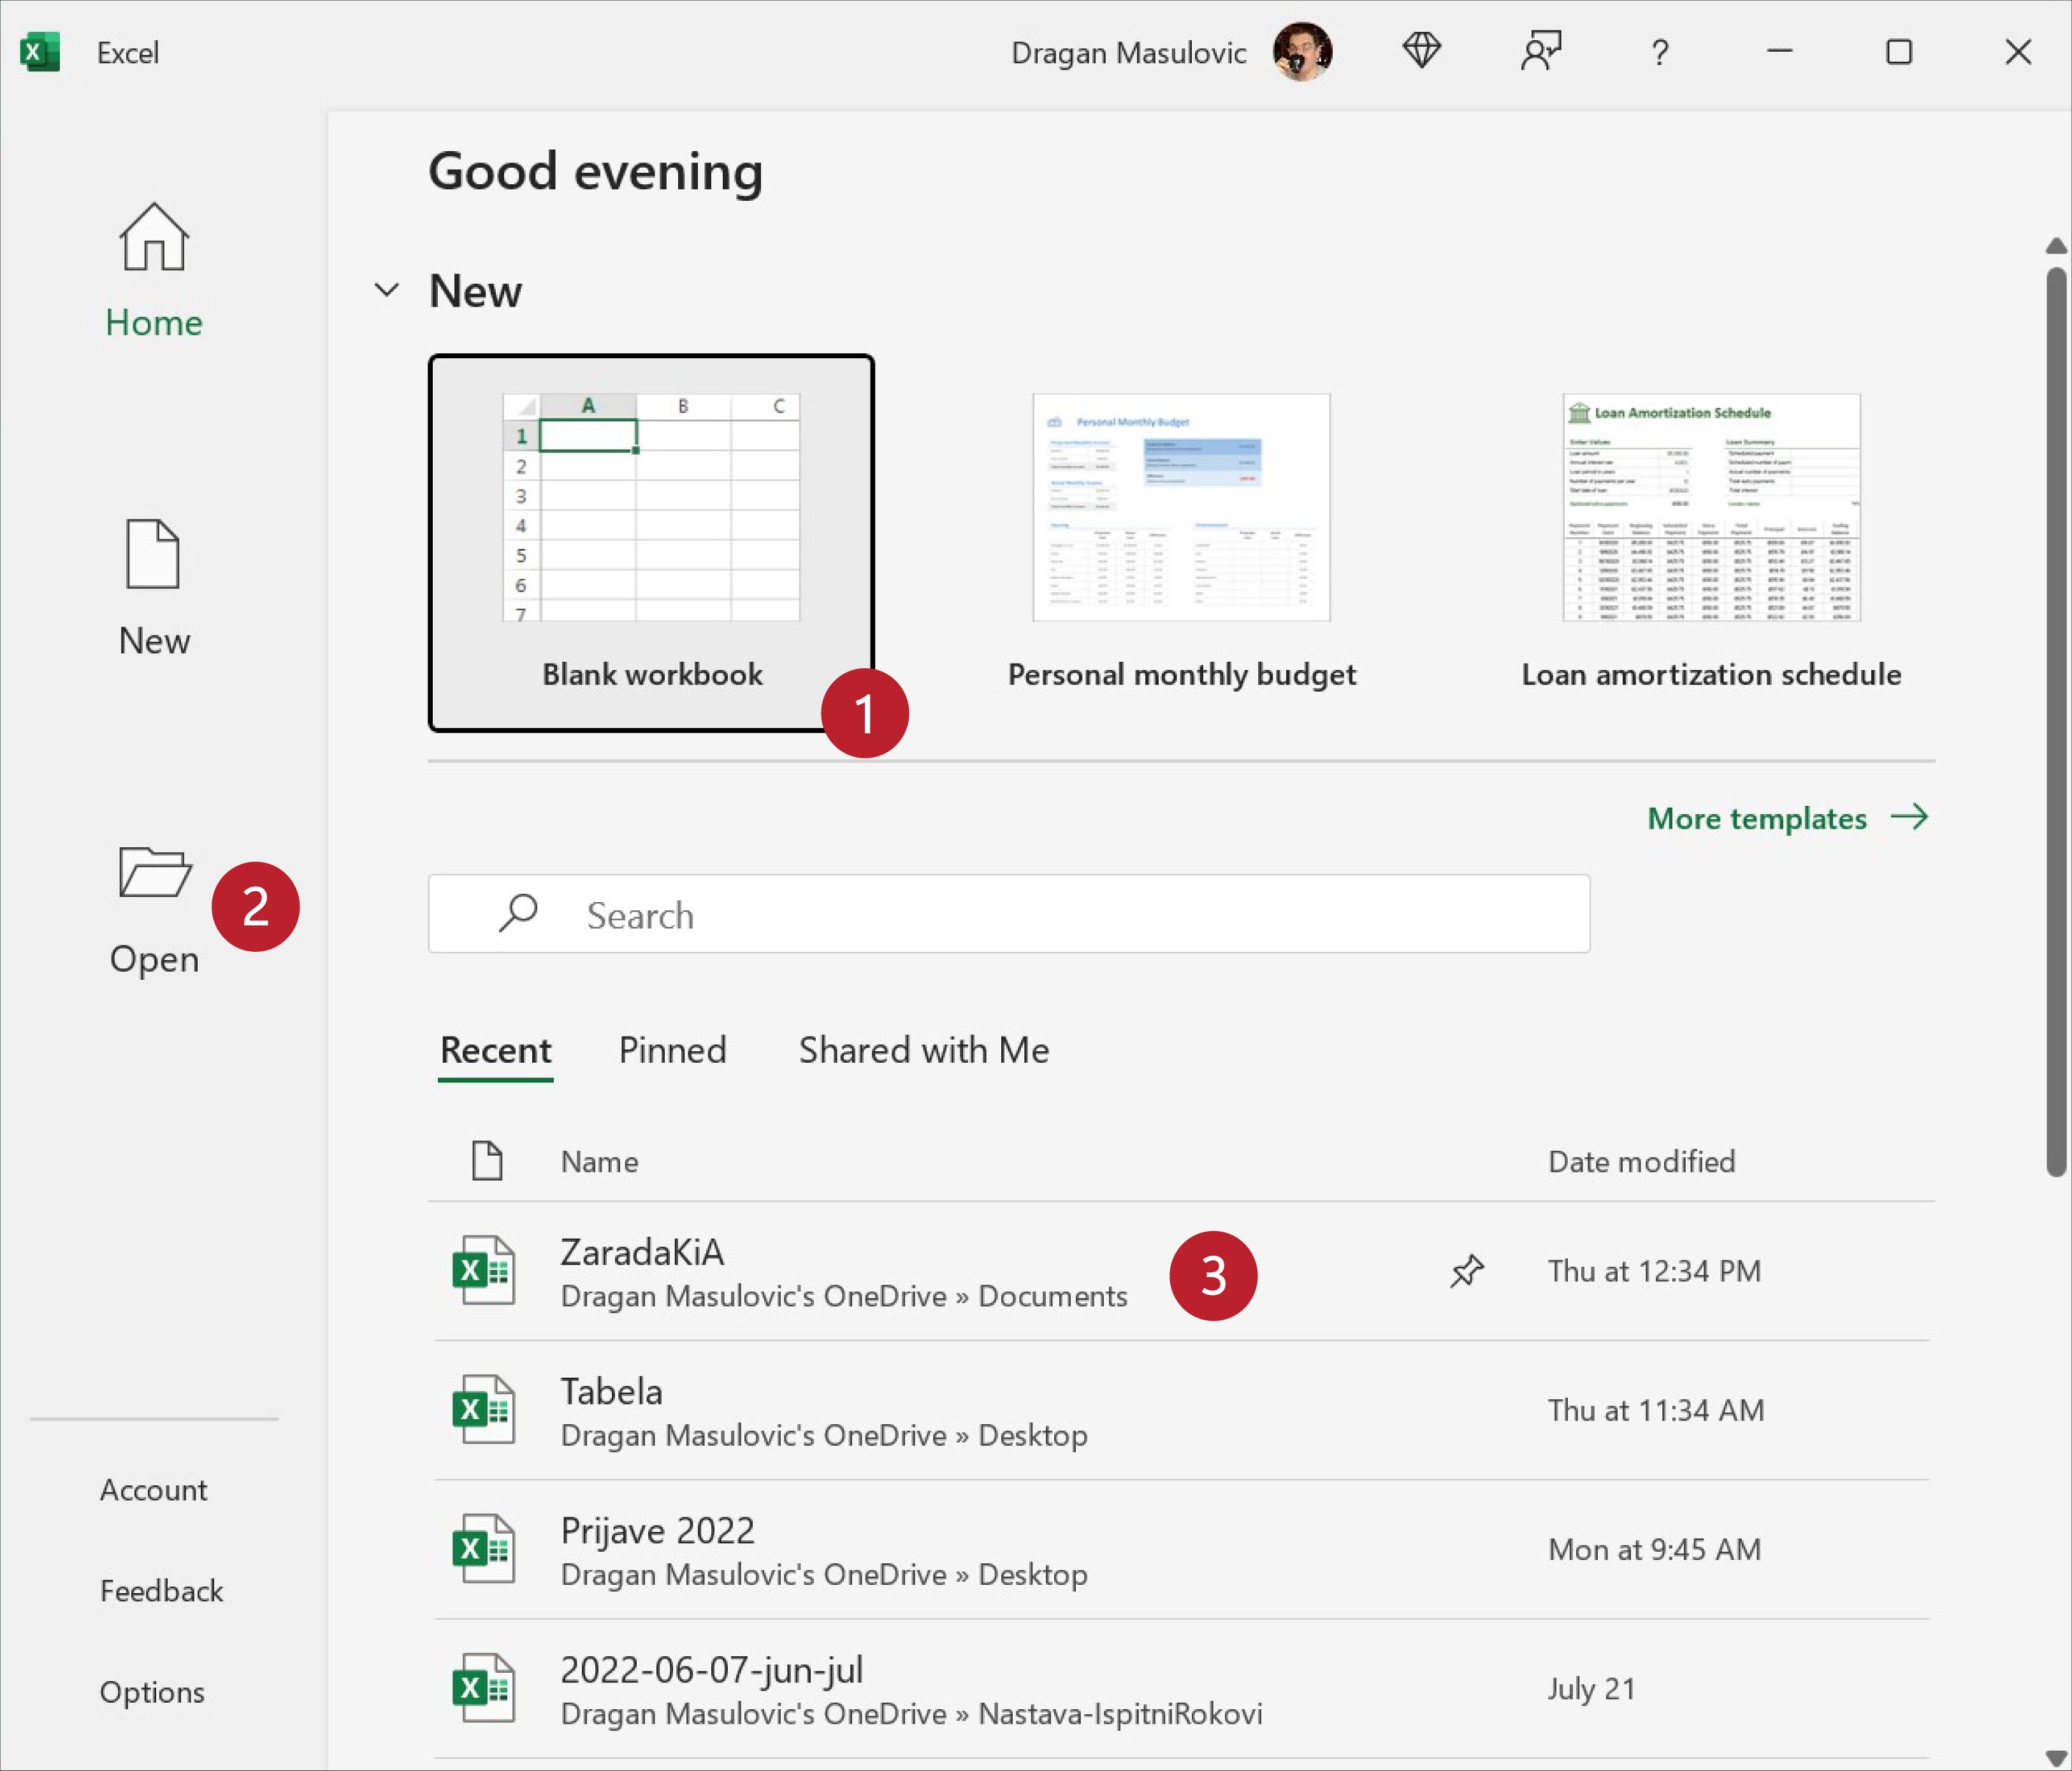 Excel
Dragan Masulovic
?
Good evening
Home
New
A B C
1
2
3
4
5
6
7
Blank workbook
1
Personal Monthly Budget
Personal monthly budget
Loan Amortization Schedule
Enter Values
Loan Summary
Loan amortization schedule
New
More templates
Open
2
Search
Recent Pinned Shared with Me
Name Date modified
ZaradaKiA
Dragan Masulovic's OneDrive » Documents
3
Thu at 12:34 PM
Tabela
Dragan Masulovic's OneDrive » Desktop
Thu at 11:34 AM
Prijave 2022
Dragan Masulovic's OneDrive » Desktop
Mon at 9:45 AM
2022-06-07-jun-jul
Dragan Masulovic's OneDrive » Nastava-IspitniRokovi
July 21
Account
Feedback
Options